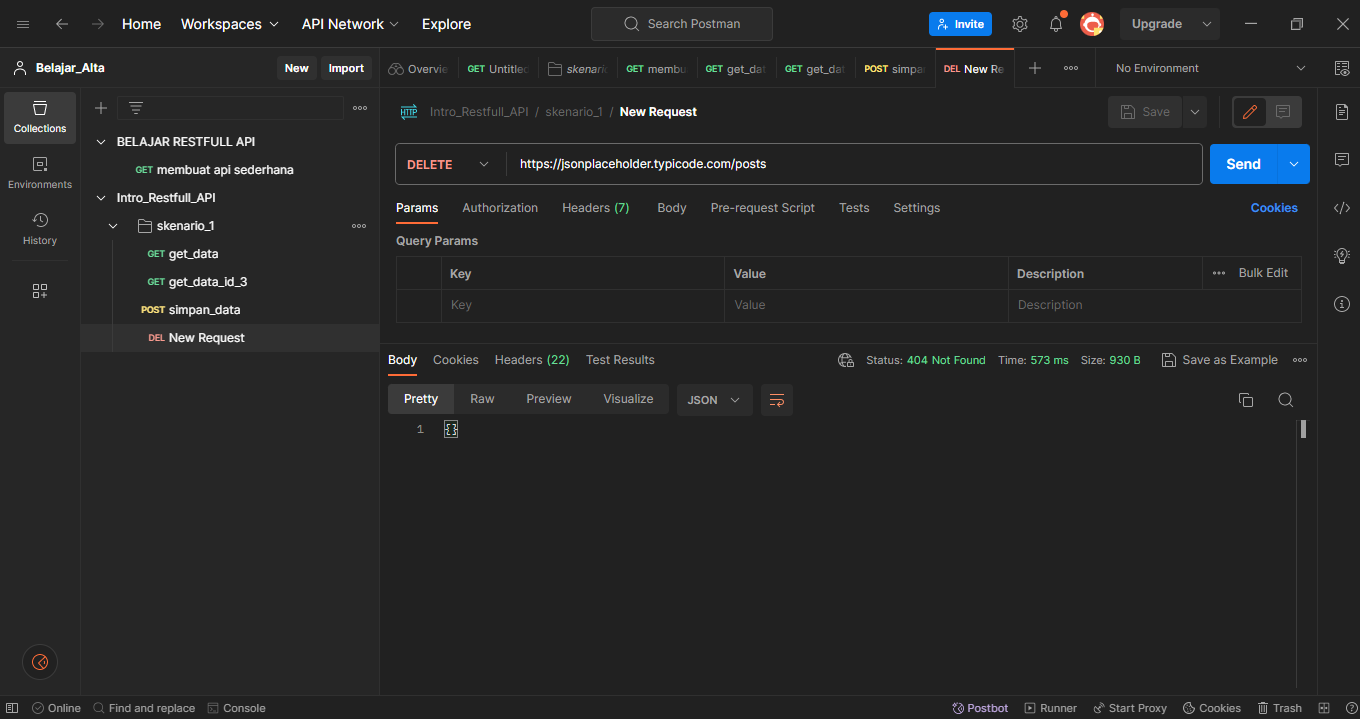 Home Workspaces API Network Explore Search Postman Invite Upgrade
Belajar_Alta New Import Overvie GET Untitle skenario GET membu GET get_dat GET get_dat POST simpan DEL New Re No Environment
Collections
Environments
History
BELAJAR RESTFULL API
GET membuat api sederhana
Intro_Restfull_API
skenario_1
GET get_data
GET get_data_id_3
POST simpan_data
DEL New Request
HTTP Intro_Restfull_API / skenario_1 / New Request Save
DELETE https://jsonplaceholder.typicode.com/posts Send
Params Authorization Headers (7) Body Pre-request Script Tests Settings Cookies
Query Params
Key Value Description Bulk Edit
Key Value Description
Body Cookies Headers (22) Test Results Status: 404 Not Found Time: 573 ms Size: 930 B Save as Example
Pretty Raw Preview Visualize JSON
1 {}
Online Find and replace Console Postbot Runner Start Proxy Cookies Trash